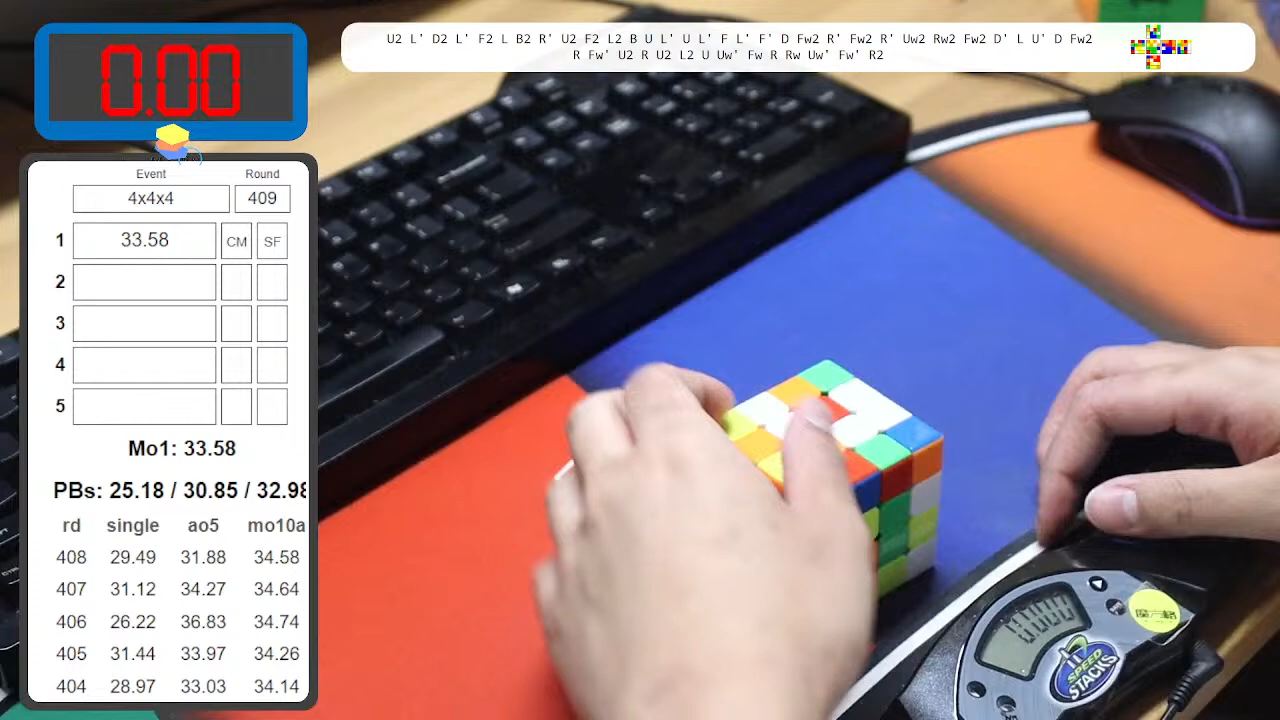 0.00
U2 L' D2 L' F2 L B2 R' U2 F2 L2 B U L' U L' F L' F' D Fw2 R' Fw2 R' Uw2 Rw2 Fw2 D' L U' D Fw2
R Fw' U2 R U2 L2 U Uw' Fw R Rw Uw' Fw' R2
Event Round
4x4x4 409
1 33.58 CM SF
2
3
4
5
Mo1: 33.58
PBs: 25.18 / 30.85 / 32.98
rd single ao5 mo10a
408 29.49 31.88 34.58
407 31.12 34.27 34.64
406 26.22 36.83 34.74
405 31.44 33.97 34.26
404 28.97 33.03 34.14
0.000
SPEED
STACKS